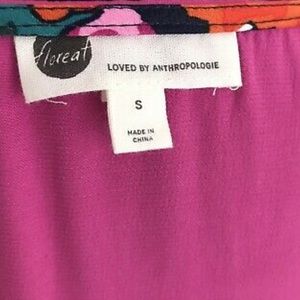 floreat
LOVED BY ANTHROPOLOGIE
S
MADE IN
CHINA